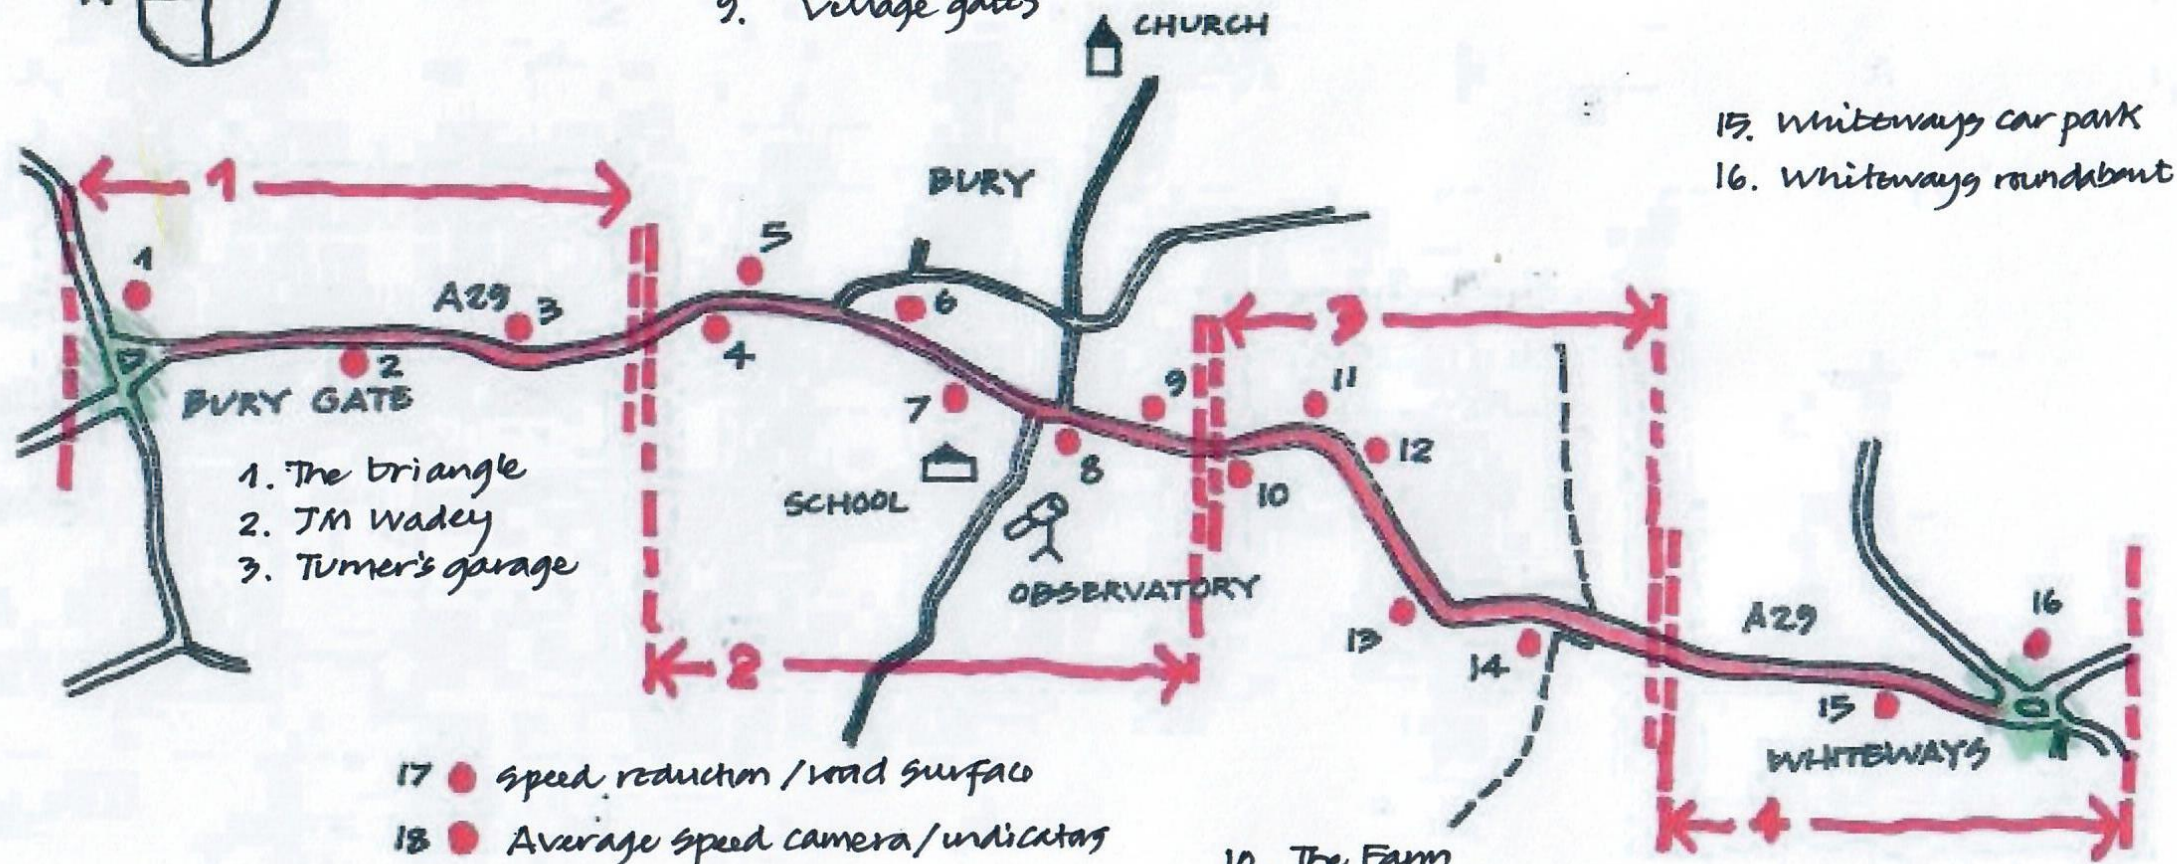 9. Village gates
CHURCH
15. Whiteways car park
16. Whiteways roundabout
1
BURY
5
1
A29
3
6
4
2
BURY GATE
3
11
9
7
12
8
10
1. The triangle
2. JM Wadey
3. Turner's garage
SCHOOL
OBSERVATORY
2
13
14
A29
16
15
WHITEWAYS
4
17 speed reduction / road surface
18 Average speed camera / indicators
10. The Farm